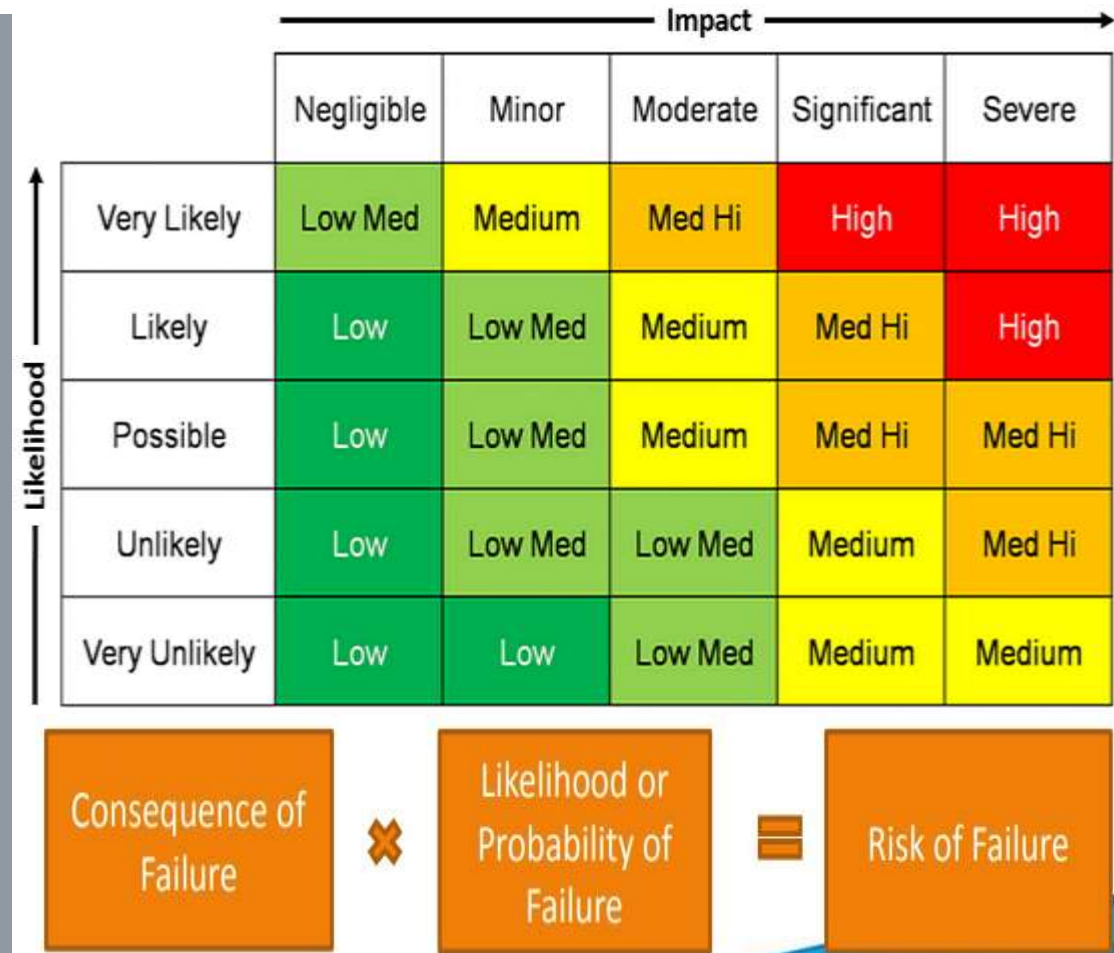 Impact
Negligible Minor Moderate Significant Severe
Likelihood
Very Likely Low Med Medium Med Hi High High
Likely Low Low Med Medium Med Hi High
Possible Low Low Med Medium Med Hi Med Hi
Unlikely Low Low Med Low Med Medium Med Hi
Very Unlikely Low Low Low Med Medium Medium
Consequence of
Failure
×
Likelihood or
Probability of
Failure
=
Risk of Failure